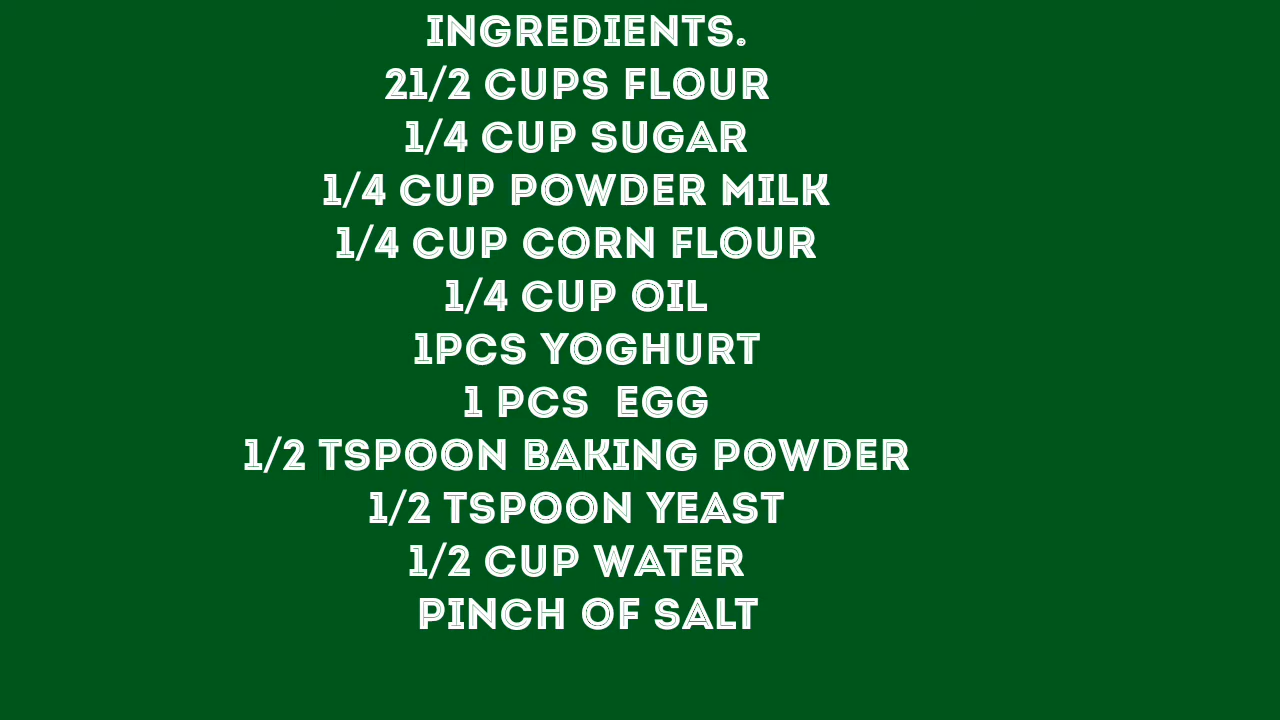 INGREDIENTS.
21/2 CUPS FLOUR
1/4 CUP SUGAR
1/4 CUP POWDER MILK
1/4 CUP CORN FLOUR
1/4 CUP OIL
1PCS YOGHURT
1 PCS  EGG
1/2 TSPOON BAKING POWDER
1/2 TSPOON YEAST
1/2 CUP WATER
PINCH OF SALT